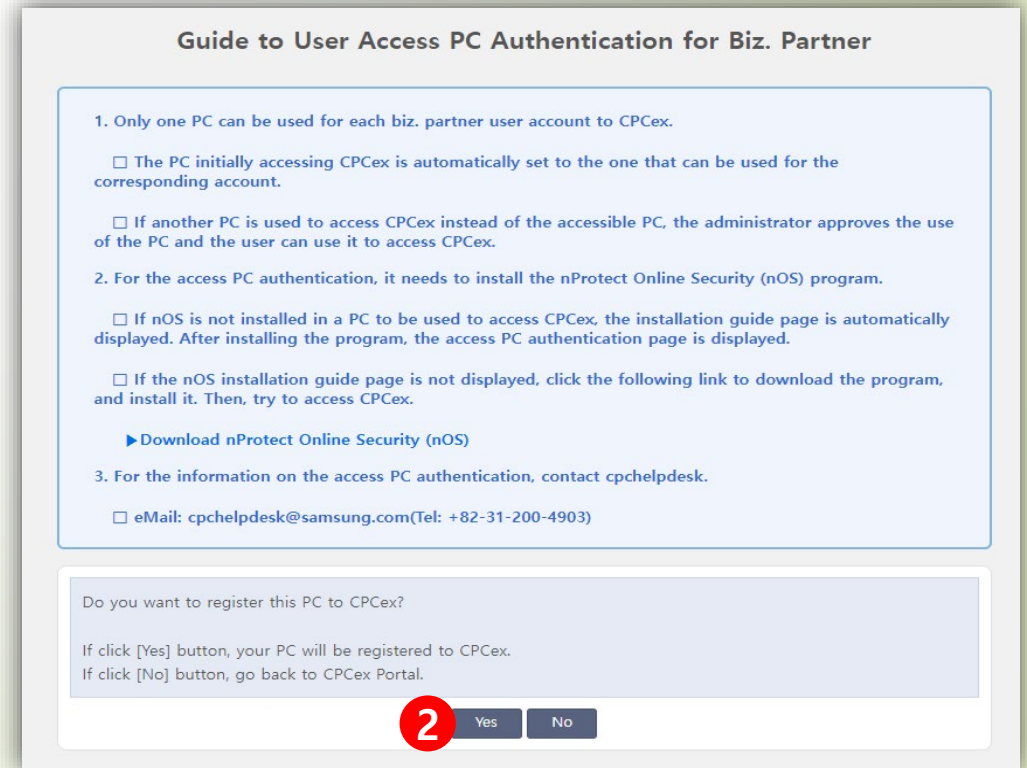 Guide to User Access PC Authentication for Biz. Partner
1. Only one PC can be used for each biz. partner user account to CPCex.
□ The PC initially accessing CPCex is automatically set to the one that can be used for the
corresponding account.
□ If another PC is used to access CPCex instead of the accessible PC, the administrator approves the use
of the PC and the user can use it to access CPCex.
2. For the access PC authentication, it needs to install the nProtect Online Security (nOS) program.
□ If nOS is not installed in a PC to be used to access CPCex, the installation guide page is automatically
displayed. After installing the program, the access PC authentication page is displayed.
□ If the nOS installation guide page is not displayed, click the following link to download the program,
and install it. Then, try to access CPCex.
▶Download nProtect Online Security (nOS)
3. For the information on the access PC authentication, contact cpchelpdesk.
□ eMail: cpchelpdesk@samsung.com(Tel: +82-31-200-4903)
Do you want to register this PC to CPCex?
If click [Yes] button, your PC will be registered to CPCex.
If click [No] button, go back to CPCex Portal.
2 Yes No